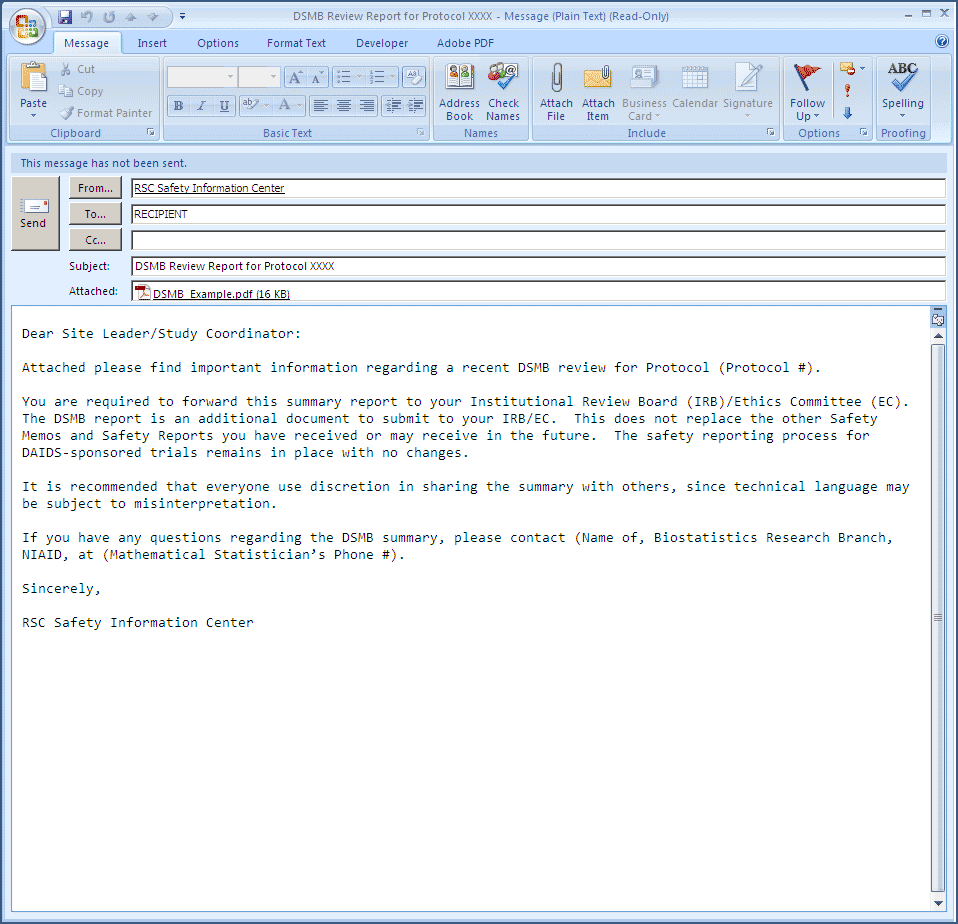 DSMB Review Report for Protocol XXXX - Message (Plain Text) (Read-Only)
Message Insert Options Format Text Developer Adobe PDF
Paste
Cut
Copy
Format Painter
Clipboard
B I U
Basic Text
Address Book
Check Names
Names
Attach File
Attach Item
Business Card
Calendar
Signature
Include
Follow Up
Options
ABC
Spelling
Proofing
This message has not been sent.
Send
From... RSC Safety Information Center
To... RECIPIENT
Cc...
Subject: DSMB Review Report for Protocol XXXX
Attached: DSMB_Example.pdf (16 KB)
Dear Site Leader/Study Coordinator:
Attached please find important information regarding a recent DSMB review for Protocol (Protocol #).
You are required to forward this summary report to your Institutional Review Board (IRB)/Ethics Committee (EC).
The DSMB report is an additional document to submit to your IRB/EC.  This does not replace the other Safety
Memos and Safety Reports you have received or may receive in the future.  The safety reporting process for
DAIDS-sponsored trials remains in place with no changes.
It is recommended that everyone use discretion in sharing the summary with others, since technical language may
be subject to misinterpretation.
If you have any questions regarding the DSMB summary, please contact (Name of, Biostatistics Research Branch,
NIAID, at (Mathematical Statistician’s Phone #).
Sincerely,
RSC Safety Information Center